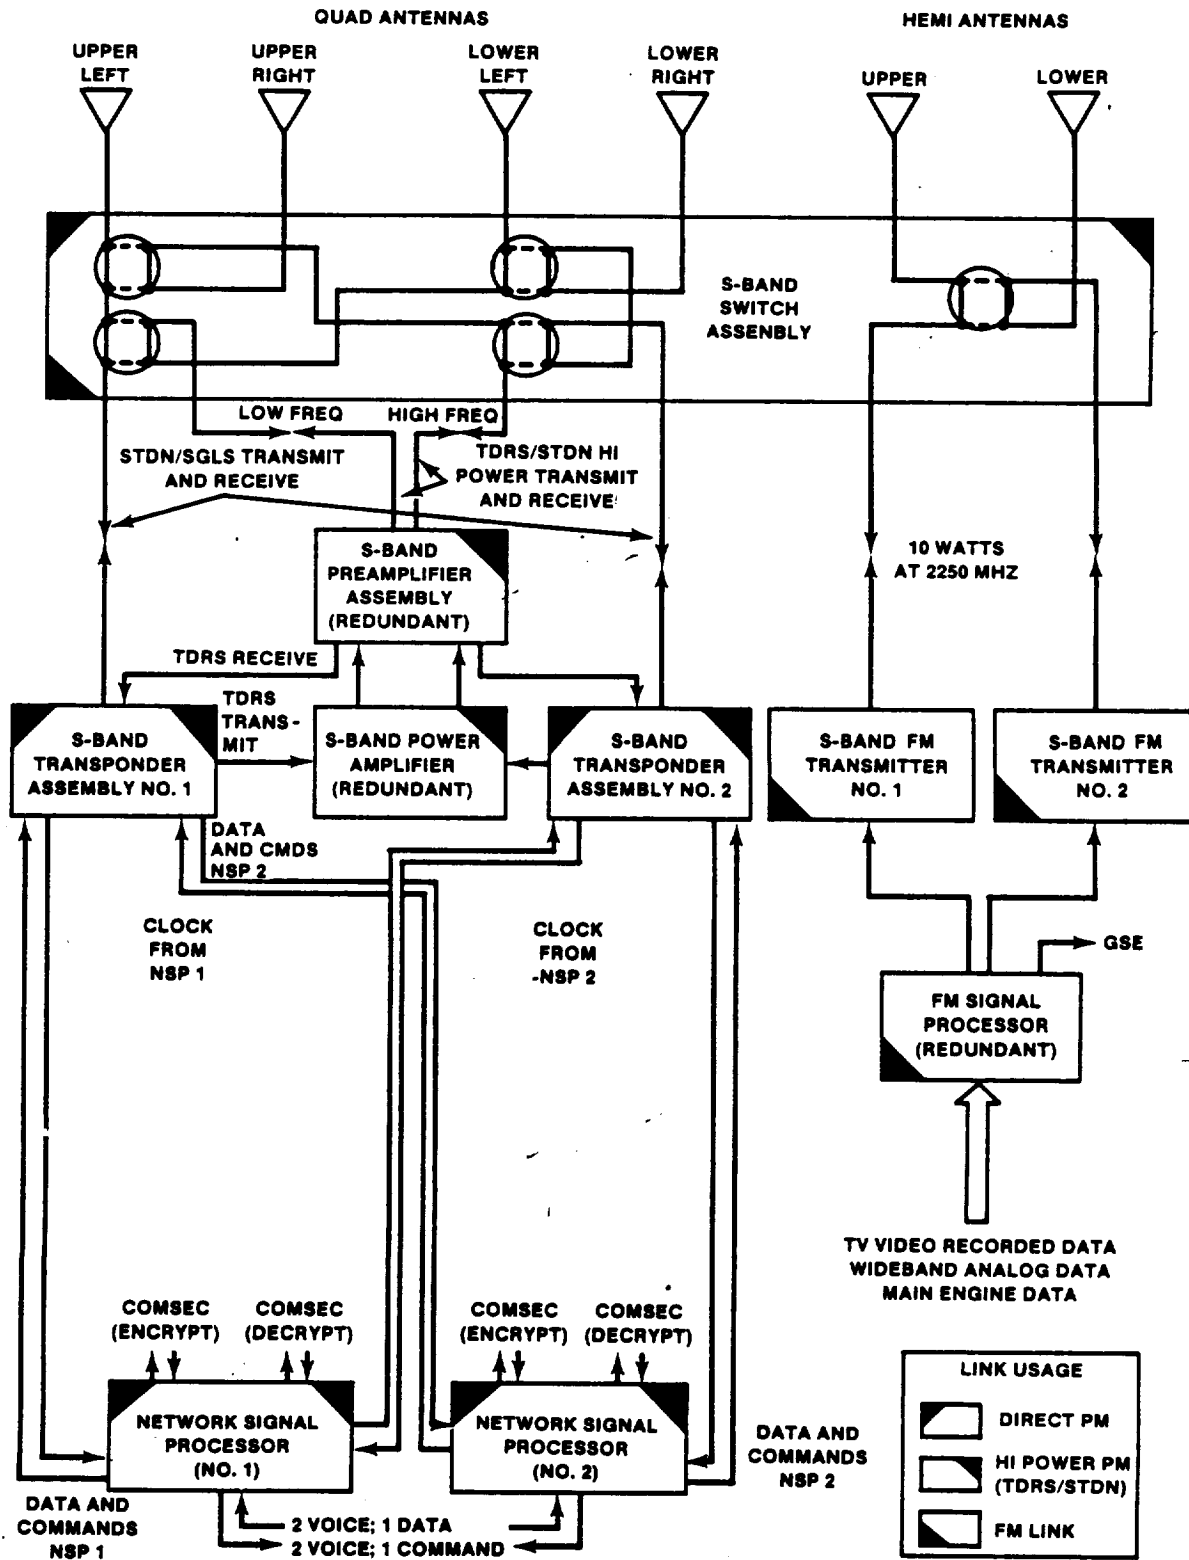 QUAD ANTENNAS
HEMI ANTENNAS
UPPER
LEFT
UPPER
RIGHT
LOWER
LEFT
LOWER
RIGHT
UPPER
LOWER
S-BAND
SWITCH
ASSENBLY
LOW FREQ
HIGH FREQ
STDN/SGLS TRANSMIT
AND RECEIVE
TDRS/STDN HI
POWER TRANSMIT
AND RECEIVE
10 WATTS
AT 2250 MHZ
S-BAND
PREAMPLIFIER
ASSEMBLY
(REDUNDANT)
TDRS RECEIVE
TDRS
TRANS-
MIT
S-BAND
TRANSPONDER
ASSEMBLY NO. 1
S-BAND POWER
AMPLIFIER
(REDUNDANT)
S-BAND
TRANSPONDER
ASSEMBLY NO. 2
S-BAND FM
TRANSMITTER
NO. 1
S-BAND FM
TRANSMITTER
NO. 2
DATA
AND CMDS
NSP 2
CLOCK
FROM
NSP 1
CLOCK
FROM
-NSP 2
GSE
FM SIGNAL
PROCESSOR
(REDUNDANT)
TV VIDEO RECORDED DATA
WIDEBAND ANALOG DATA
MAIN ENGINE DATA
COMSEC
(ENCRYPT)
COMSEC
(DECRYPT)
COMSEC
(ENCRYPT)
COMSEC
(DECRYPT)
NETWORK SIGNAL
PROCESSOR
(NO. 1)
NETWORK SIGNAL
PROCESSOR
(NO. 2)
DATA AND
COMMANDS
NSP 2
DATA AND
COMMANDS
NSP 1
2 VOICE; 1 DATA
2 VOICE; 1 COMMAND
LINK USAGE
DIRECT PM
HI POWER PM
(TDRS/STDN)
FM LINK